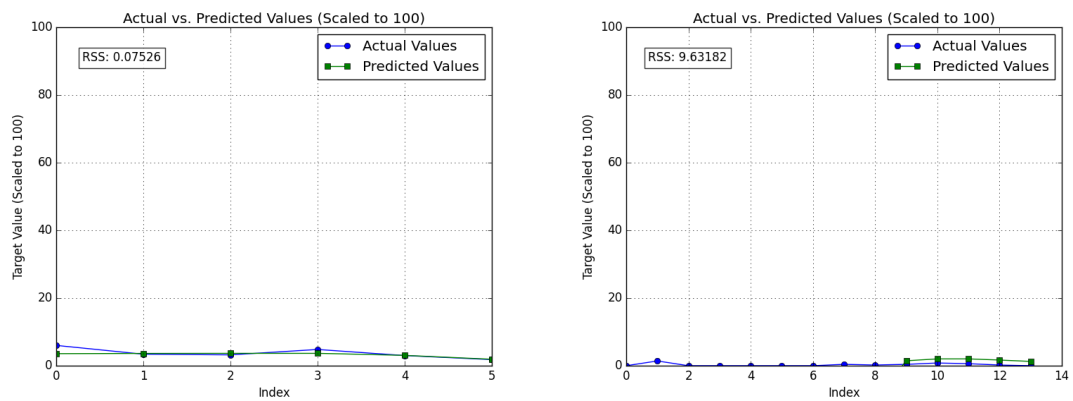 Actual vs. Predicted Values (Scaled to 100)
RSS: 0.07526
Actual Values
Predicted Values
Target Value (Scaled to 100)
100
80
60
40
20
0
0 1 2 3 4 5
Index
Actual vs. Predicted Values (Scaled to 100)
RSS: 9.63182
Actual Values
Predicted Values
Target Value (Scaled to 100)
100
80
60
40
20
0
0 2 4 6 8 10 12 14
Index